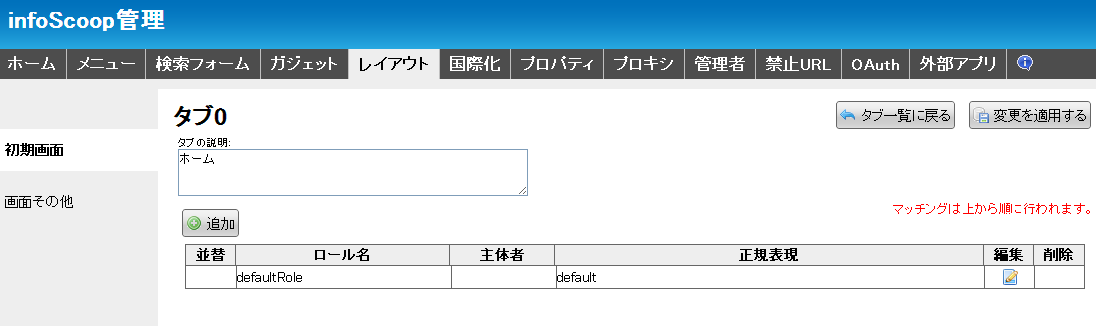 infoScoop管理
ホーム メニュー 検索フォーム ガジェット レイアウト 国際化 プロパティ プロキシ 管理者 禁止URL OAuth 外部アプリ
タブ0
タブ一覧に戻る 変更を適用する
初期画面
タブの説明:
ホーム
画面その他
マッチングは上から順に行われます。
追加
並替 ロール名 主体者 正規表現 編集 削除
defaultRole default